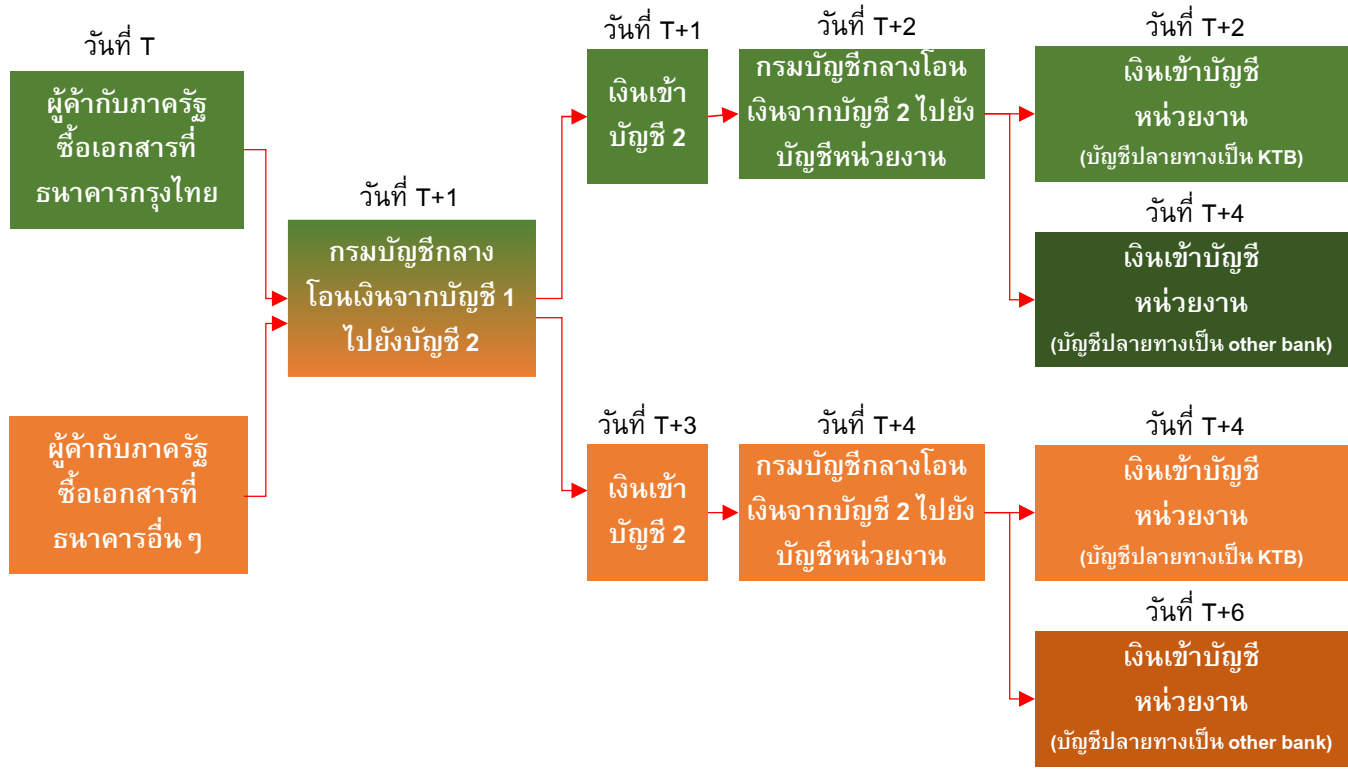 วันที่ T
ผู้ค้ากับภาครัฐ
ซื้อเอกสารที่
ธนาคารกรุงไทย
ผู้ค้ากับภาครัฐ
ซื้อเอกสารที่
ธนาคารอื่น ๆ
วันที่ T+1
กรมบัญชีกลาง
โอนเงินจากบัญชี 1
ไปยังบัญชี 2
วันที่ T+1
เงินเข้า
บัญชี 2
วันที่ T+2
กรมบัญชีกลางโอน
เงินจากบัญชี 2 ไปยัง
บัญชีหน่วยงาน
วันที่ T+2
เงินเข้าบัญชี
หน่วยงาน
(บัญชีปลายทางเป็น KTB)
วันที่ T+4
เงินเข้าบัญชี
หน่วยงาน
(บัญชีปลายทางเป็น other bank)
วันที่ T+3
เงินเข้า
บัญชี 2
วันที่ T+4
กรมบัญชีกลางโอน
เงินจากบัญชี 2 ไปยัง
บัญชีหน่วยงาน
วันที่ T+4
เงินเข้าบัญชี
หน่วยงาน
(บัญชีปลายทางเป็น KTB)
วันที่ T+6
เงินเข้าบัญชี
หน่วยงาน
(บัญชีปลายทางเป็น other bank)